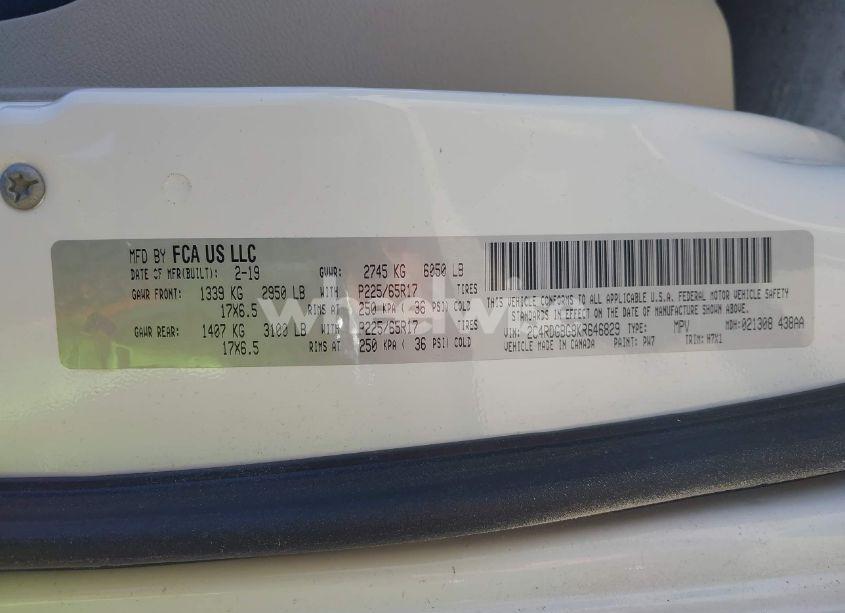 MFD BY FCA US LLC
DATE OF MFR(BUILT): 2-19 GVWR: 2745 KG 6050 LB
GAWR FRONT: 1339 KG 2950 LB WITH P225/65R17 TIRES
17X6.5 RIMS AT 250 KPA ( 36 PSI) COLD
GAWR REAR: 1407 KG 3100 LB WITH P225/65R17 TIRES
17X6.5 RIMS AT 250 KPA ( 36 PSI) COLD
THIS VEHICLE CONFORMS TO ALL APPLICABLE U.S.A. FEDERAL MOTOR VEHICLE SAFETY
STANDARDS IN EFFECT ON THE DATE OF MANUFACTURE SHOWN ABOVE.
VIN: TYPE: MPV MDH: 021308 438AA
VEHICLE MADE IN CANADA PAINT: PW7 TRIM: H7X1